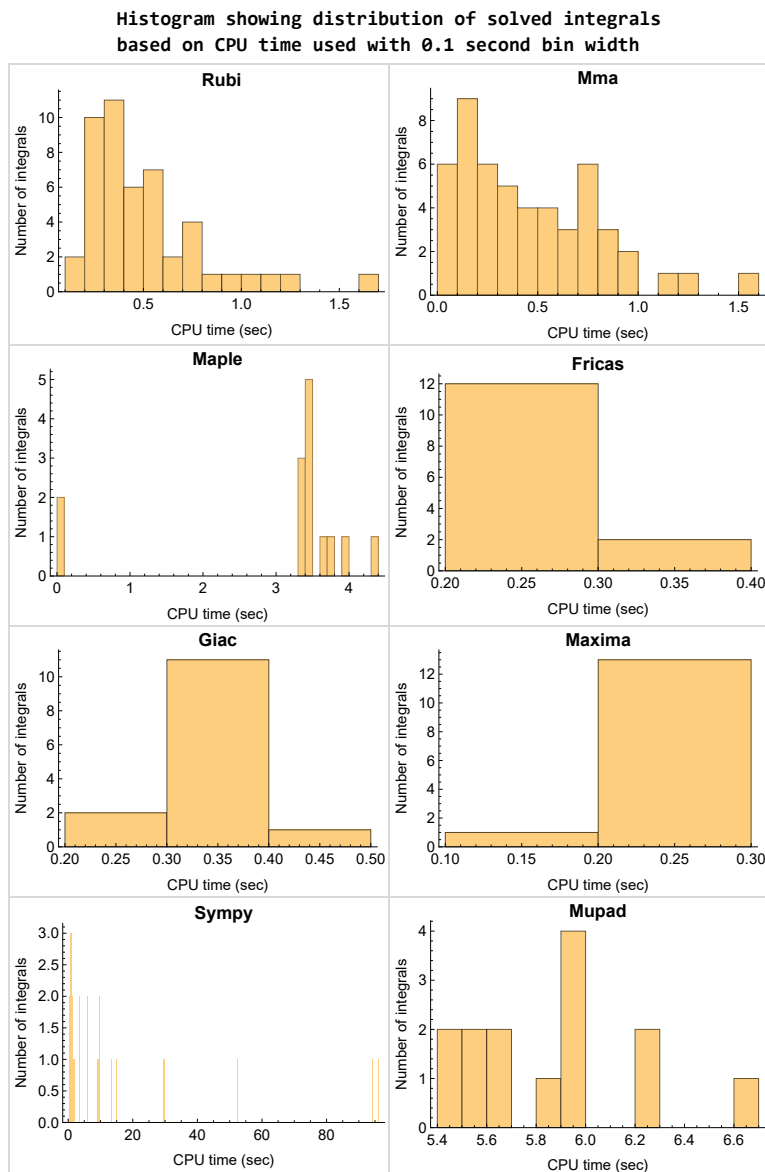 Histogram showing distribution of solved integrals
based on CPU time used with 0.1 second bin width
Rubi
Number of integrals
0 2 4 6 8 10
0.5 1.0 1.5
CPU time (sec)
Mma
Number of integrals
0 2 4 6 8
0.0 0.5 1.0 1.5
CPU time (sec)
Maple
Number of integrals
0 1 2 3 4 5
0 1 2 3 4
CPU time (sec)
Fricas
Number of integrals
0 2 4 6 8 10 12
0.20 0.25 0.30 0.35 0.40
CPU time (sec)
Giac
Number of integrals
0 2 4 6 8 10
0.20 0.25 0.30 0.35 0.40 0.45 0.50
CPU time (sec)
Maxima
Number of integrals
0 2 4 6 8 10 12
0.10 0.15 0.20 0.25 0.30
CPU time (sec)
Sympy
Number of integrals
0.0 0.5 1.0 1.5 2.0 2.5 3.0
0 20 40 60 80
CPU time (sec)
Mupad
Number of integrals
0 1 2 3 4
5.4 5.6 5.8 6.0 6.2 6.4 6.6
CPU time (sec)